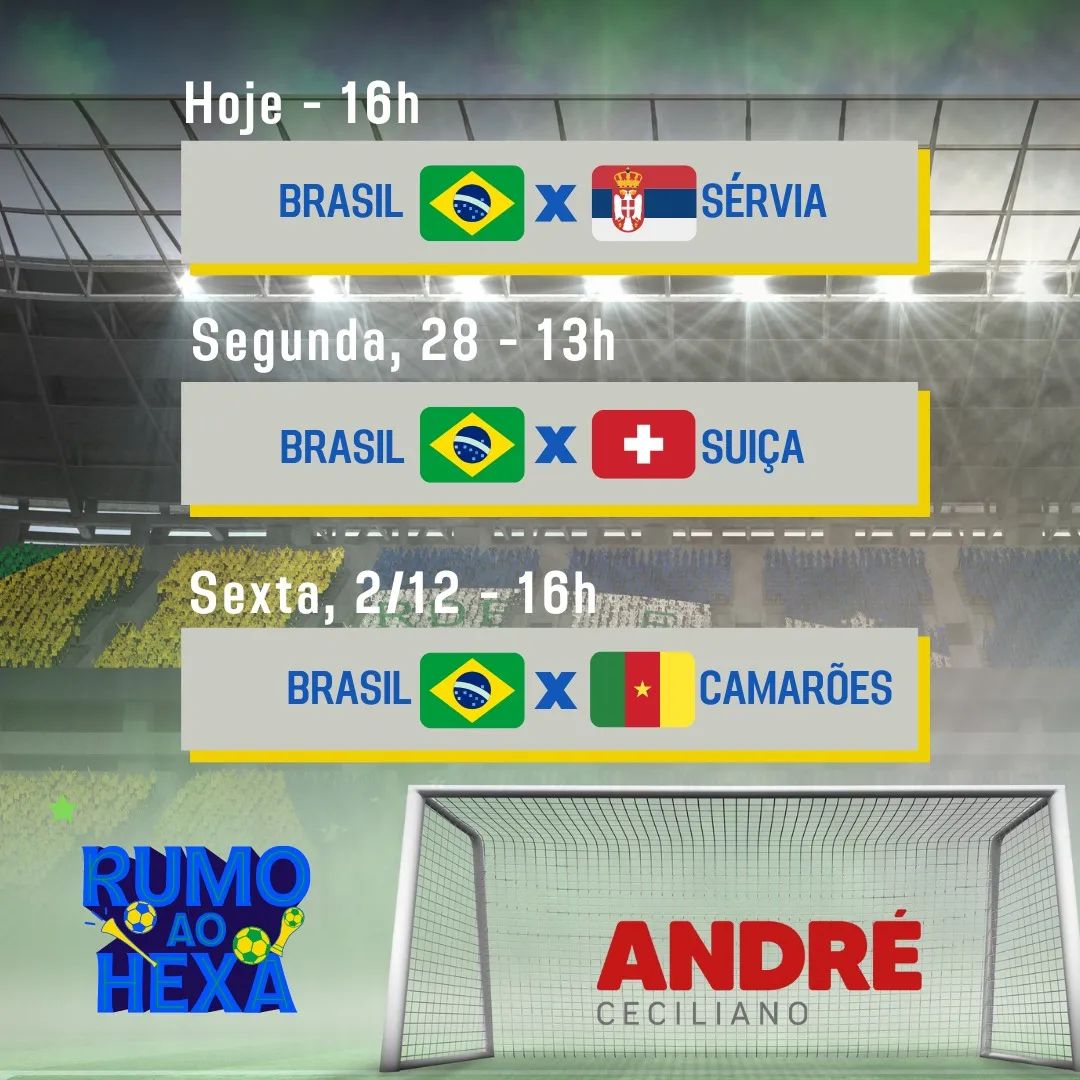 Hoje - 16h
BRASIL X SÉRVIA
Segunda, 28 - 13h
BRASIL X SUIÇA
Sexta, 2/12 - 16h
BRASIL X CAMARÕES
RUMO
AO
HEXA
ANDRÉ
CECILIANO